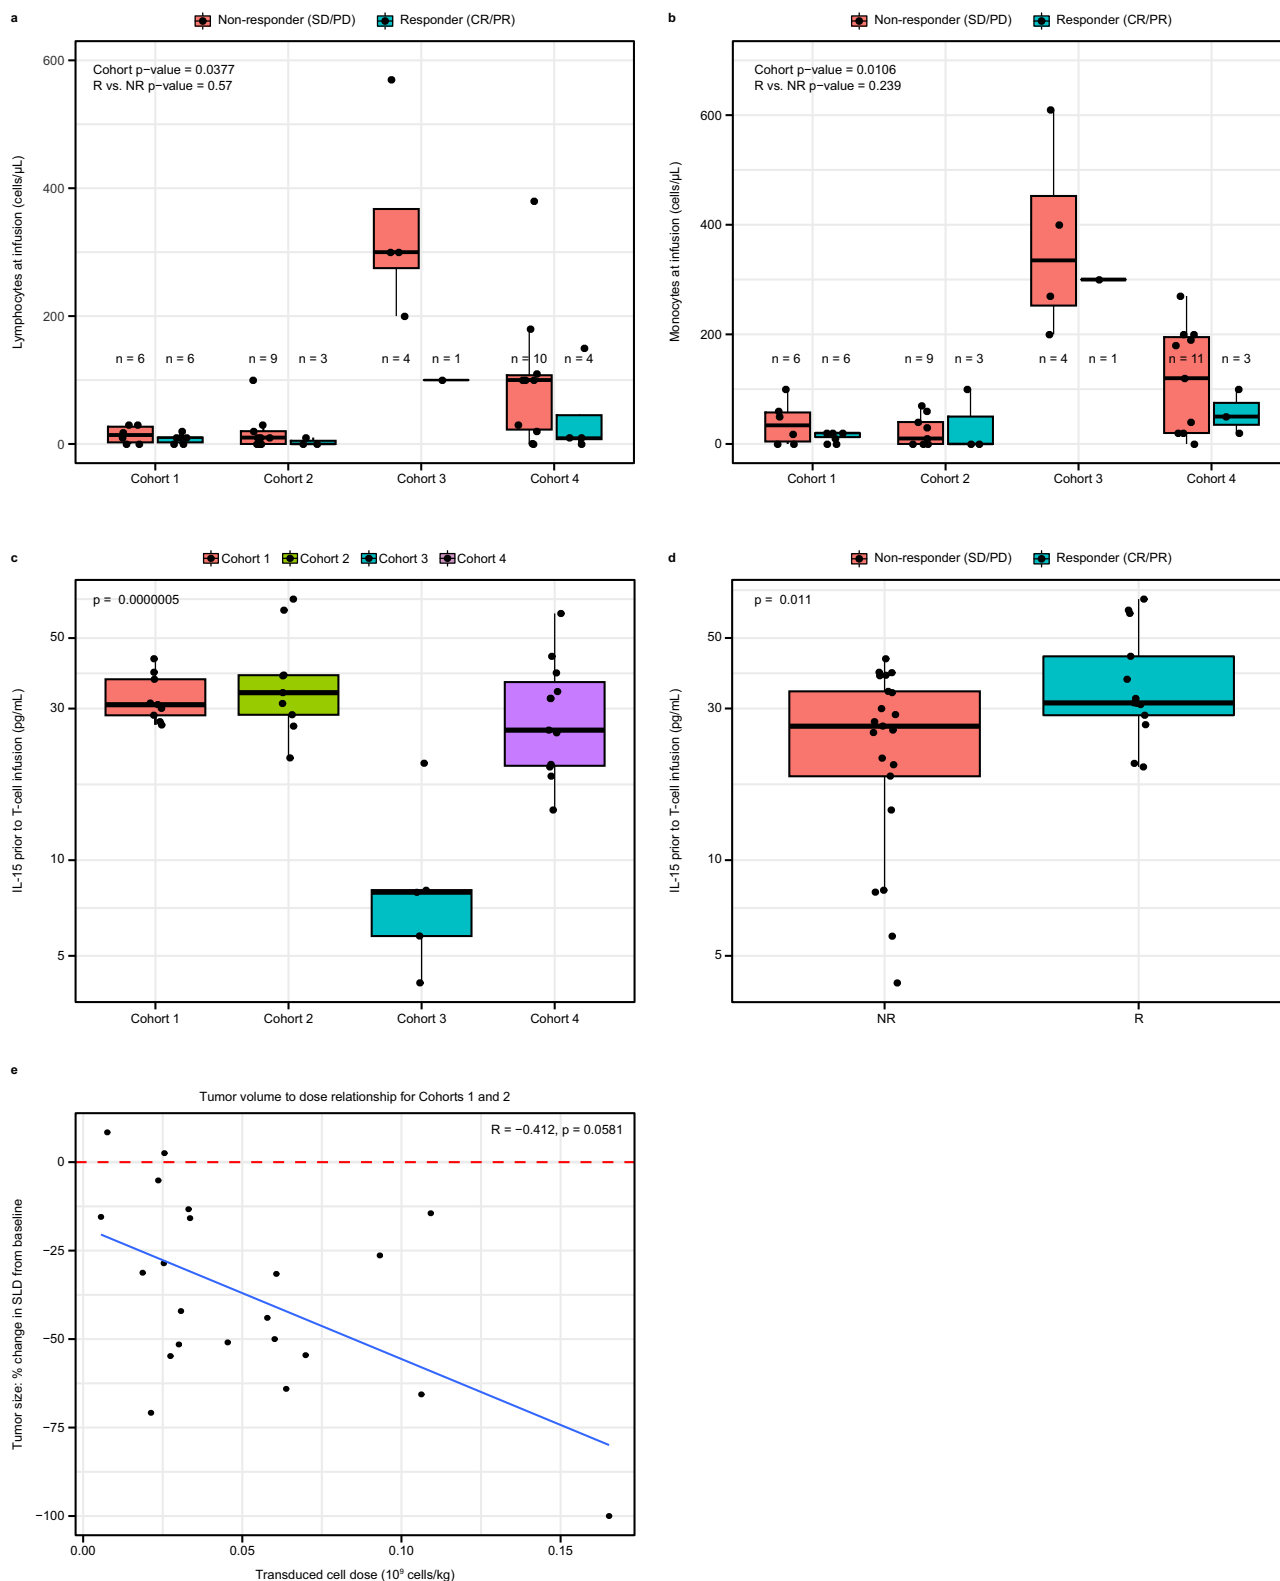 a
Non-responder (SD/PD) Responder (CR/PR)
Cohort p-value = 0.0377
R vs. NR p-value = 0.57
Lymphocytes at infusion (cells/µL)
600
400
200
0
n = 6 n = 6 n = 9 n = 3 n = 4 n = 1 n = 10 n = 4
Cohort 1 Cohort 2 Cohort 3 Cohort 4
b
Non-responder (SD/PD) Responder (CR/PR)
Cohort p-value = 0.0106
R vs. NR p-value = 0.239
Monocytes at infusion (cells/µL)
600
400
200
0
n = 6 n = 6 n = 9 n = 3 n = 4 n = 1 n = 11 n = 3
Cohort 1 Cohort 2 Cohort 3 Cohort 4
c
Cohort 1 Cohort 2 Cohort 3 Cohort 4
p = 0.0000005
IL-15 prior to T-cell infusion (pg/mL)
50
30
10
5
Cohort 1 Cohort 2 Cohort 3 Cohort 4
d
Non-responder (SD/PD) Responder (CR/PR)
p = 0.011
IL-15 prior to T-cell infusion (pg/mL)
50
30
10
5
NR R
e
Tumor volume to dose relationship for Cohorts 1 and 2
R = −0.412, p = 0.0581
Tumor size: % change in SLD from baseline
0
−25
−50
−75
−100
0.00 0.05 0.10 0.15
Transduced cell dose (10⁹ cells/kg)